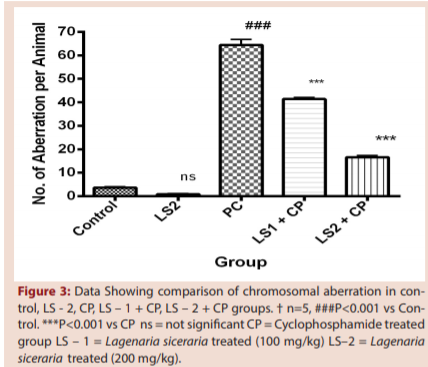 No. of Aberration per Animal
70
60
50
40
30
20
10
0
###
***
***
ns
Control
LS2
PC
LS1 + CP
LS2 + CP
Group
Figure 3: Data Showing comparison of chromosomal aberration in con-
trol, LS - 2, CP, LS – 1 + CP, LS – 2 + CP groups. † n=5, ###P<0.001 vs Con-
trol. ***P<0.001 vs CP ns = not significant CP = Cyclophosphamide treated
group LS – 1 = Lagenaria siceraria treated (100 mg/kg) LS–2 = Lagenaria
siceraria treated (200 mg/kg).